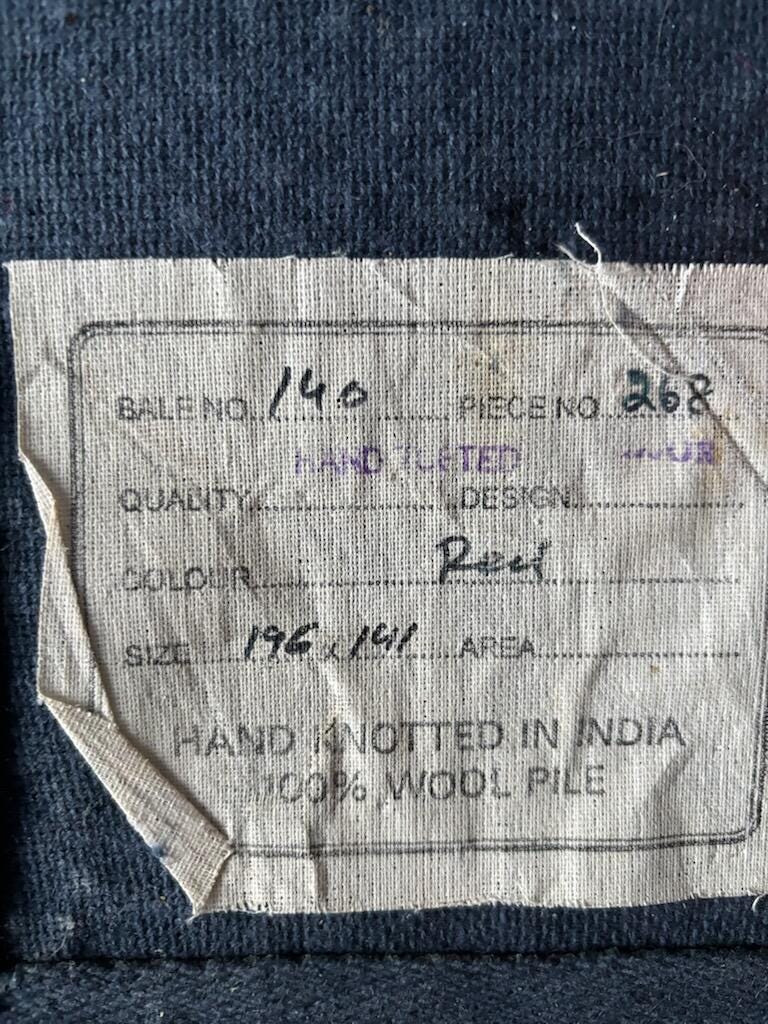 BALE NO. 140 PIECE NO. 268
HAND TUFTED
QUALITY DESIGN
COLOUR Red
SIZE 196 x 141 AREA
HAND KNOTTED IN INDIA
100% WOOL PILE